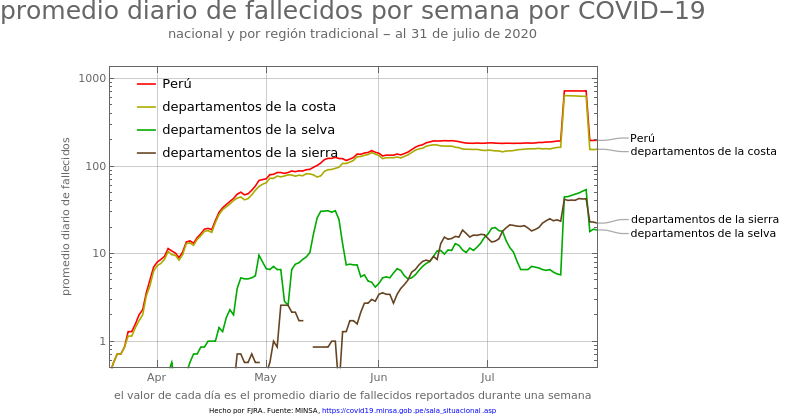 promedio diario de fallecidos por semana por COVID‒19
nacional y por región tradicional ‒ al 31 de julio de 2020
promedio diario de fallecidos
1000
100
10
1
Perú
departamentos de la costa
departamentos de la selva
departamentos de la sierra
Perú
departamentos de la costa
departamentos de la sierra
departamentos de la selva
Apr
May
Jun
Jul
el valor de cada día es el promedio diario de fallecidos reportados durante una semana
Hecho por FJRA. Fuente: MINSA, https://covid19.minsa.gob.pe/sala_situacional .asp